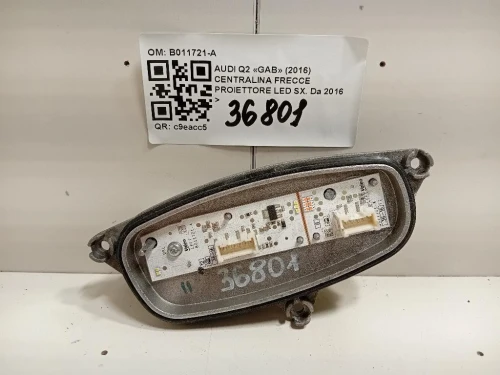 OM: B011721-A
AUDI Q2 «GAB» (2016)
CENTRALINA FRECCE
PROIETTORE LED SX. Da 2016
>
36801
QR: c9eacc5
36801